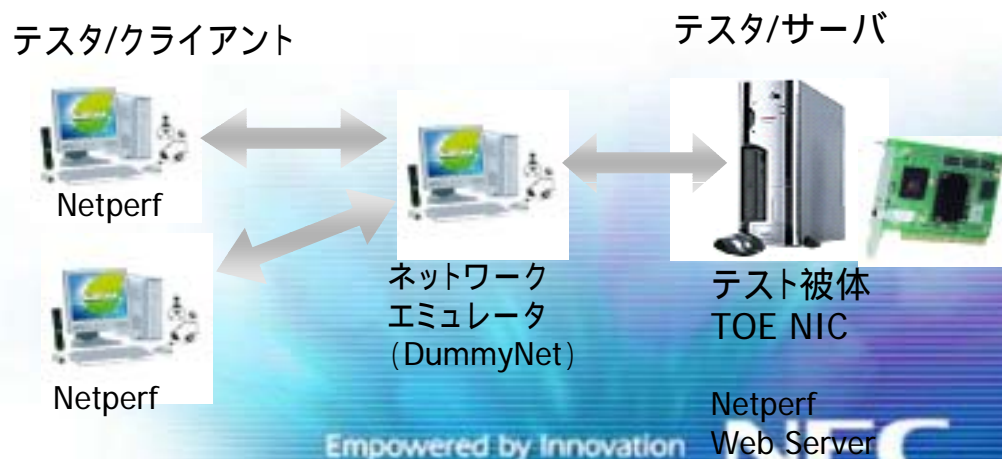 テスタ/クライアント
テスタ/サーバ
Netperf
Netperf
ネットワーク
エミュレータ
(DummyNet)
テスト被体
TOE NIC
Netperf
Web Server
Empowered by Innovation
NEC